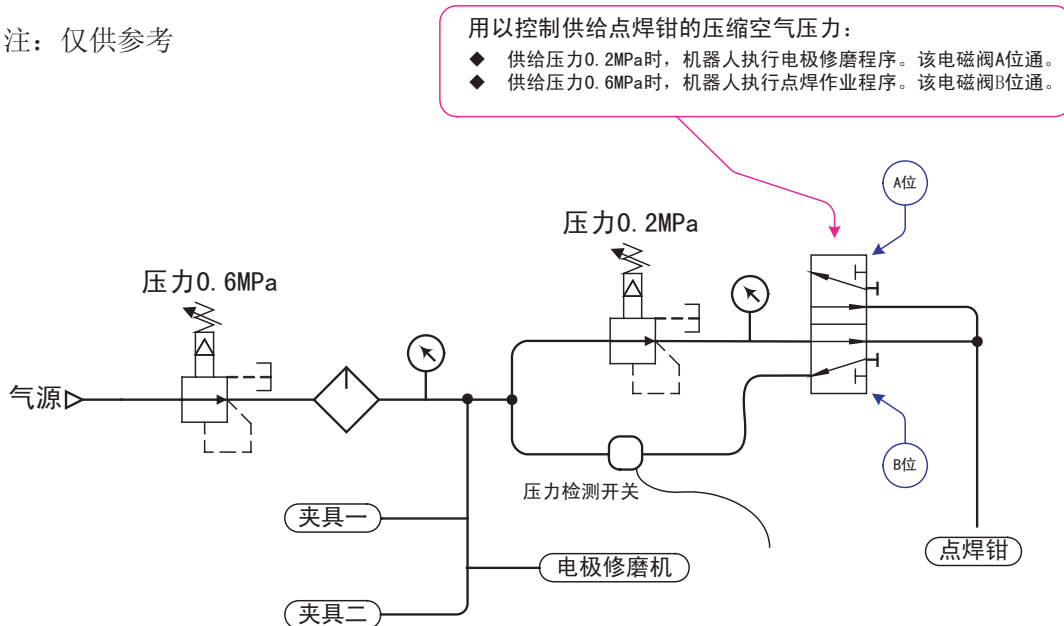 注：仅供参考
用以控制供给点焊钳的压缩空气压力：
◆ 供给压力0.2MPa时，机器人执行电极修磨程序。该电磁阀A位通。
◆ 供给压力0.6MPa时，机器人执行点焊作业程序。该电磁阀B位通。
A位
压力0.2MPa
压力0.6MPa
气源
B位
压力检测开关
夹具一
点焊钳
电极修磨机
夹具二